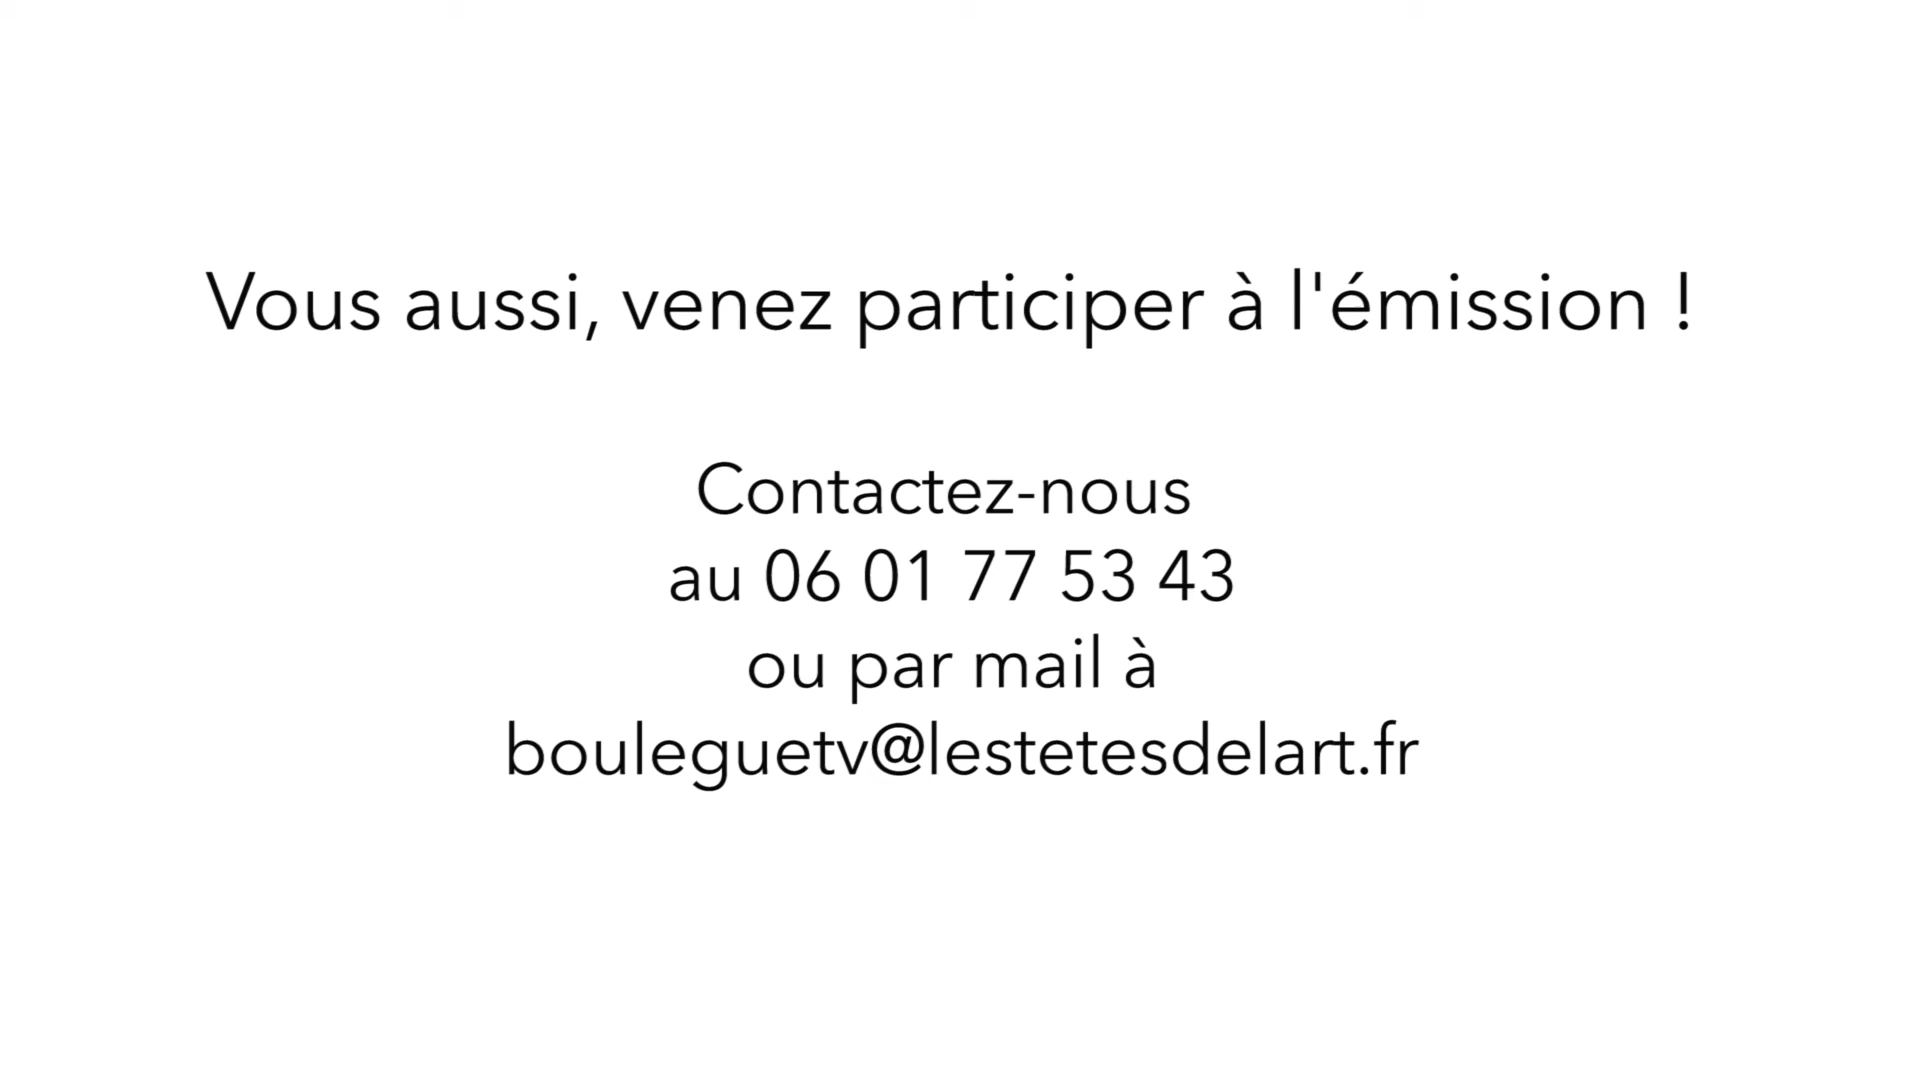 Vous aussi, venez participer à l'émission !
Contactez-nous
au 06 01 77 53 43
ou par mail à
bouleguetv@lestetesdelart.fr